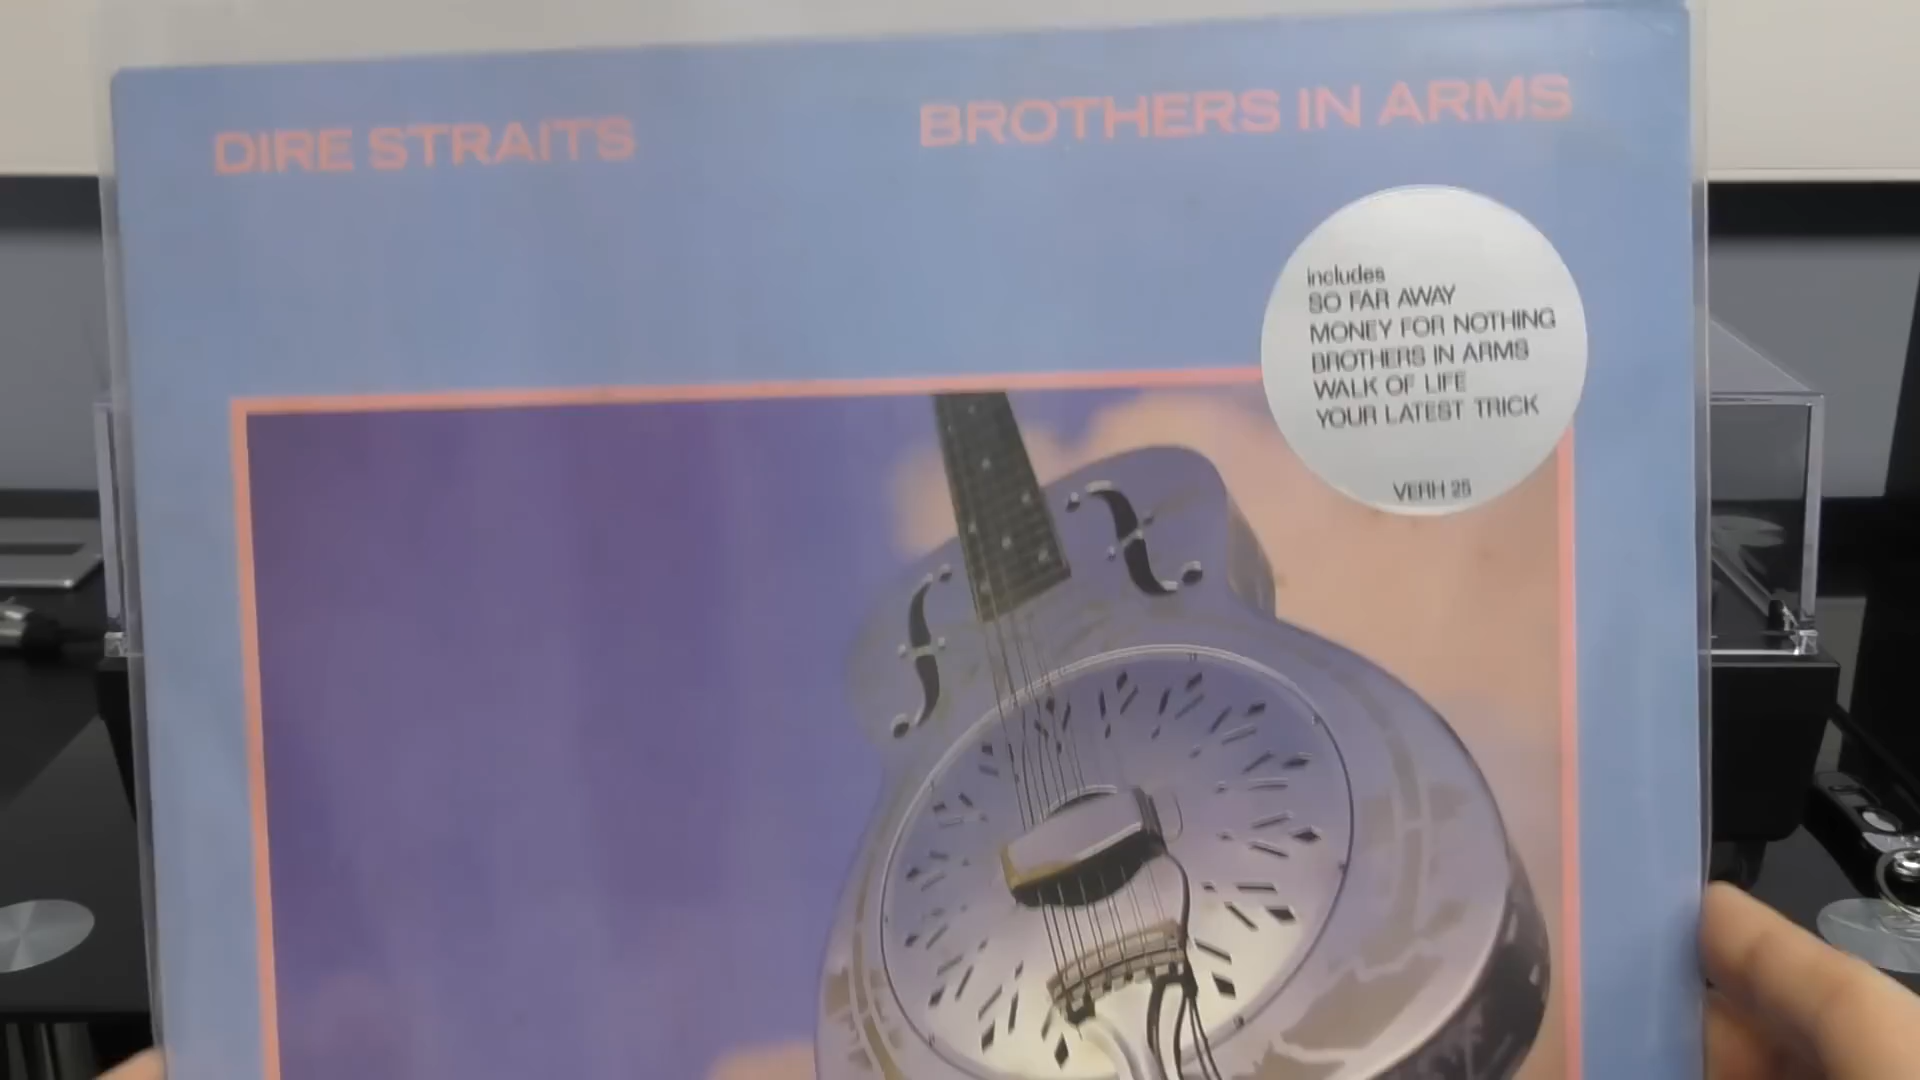 DIRE STRAITS
BROTHERS IN ARMS
includes
SO FAR AWAY
MONEY FOR NOTHING
BROTHERS IN ARMS
WALK OF LIFE
YOUR LATEST TRICK
VERH 25